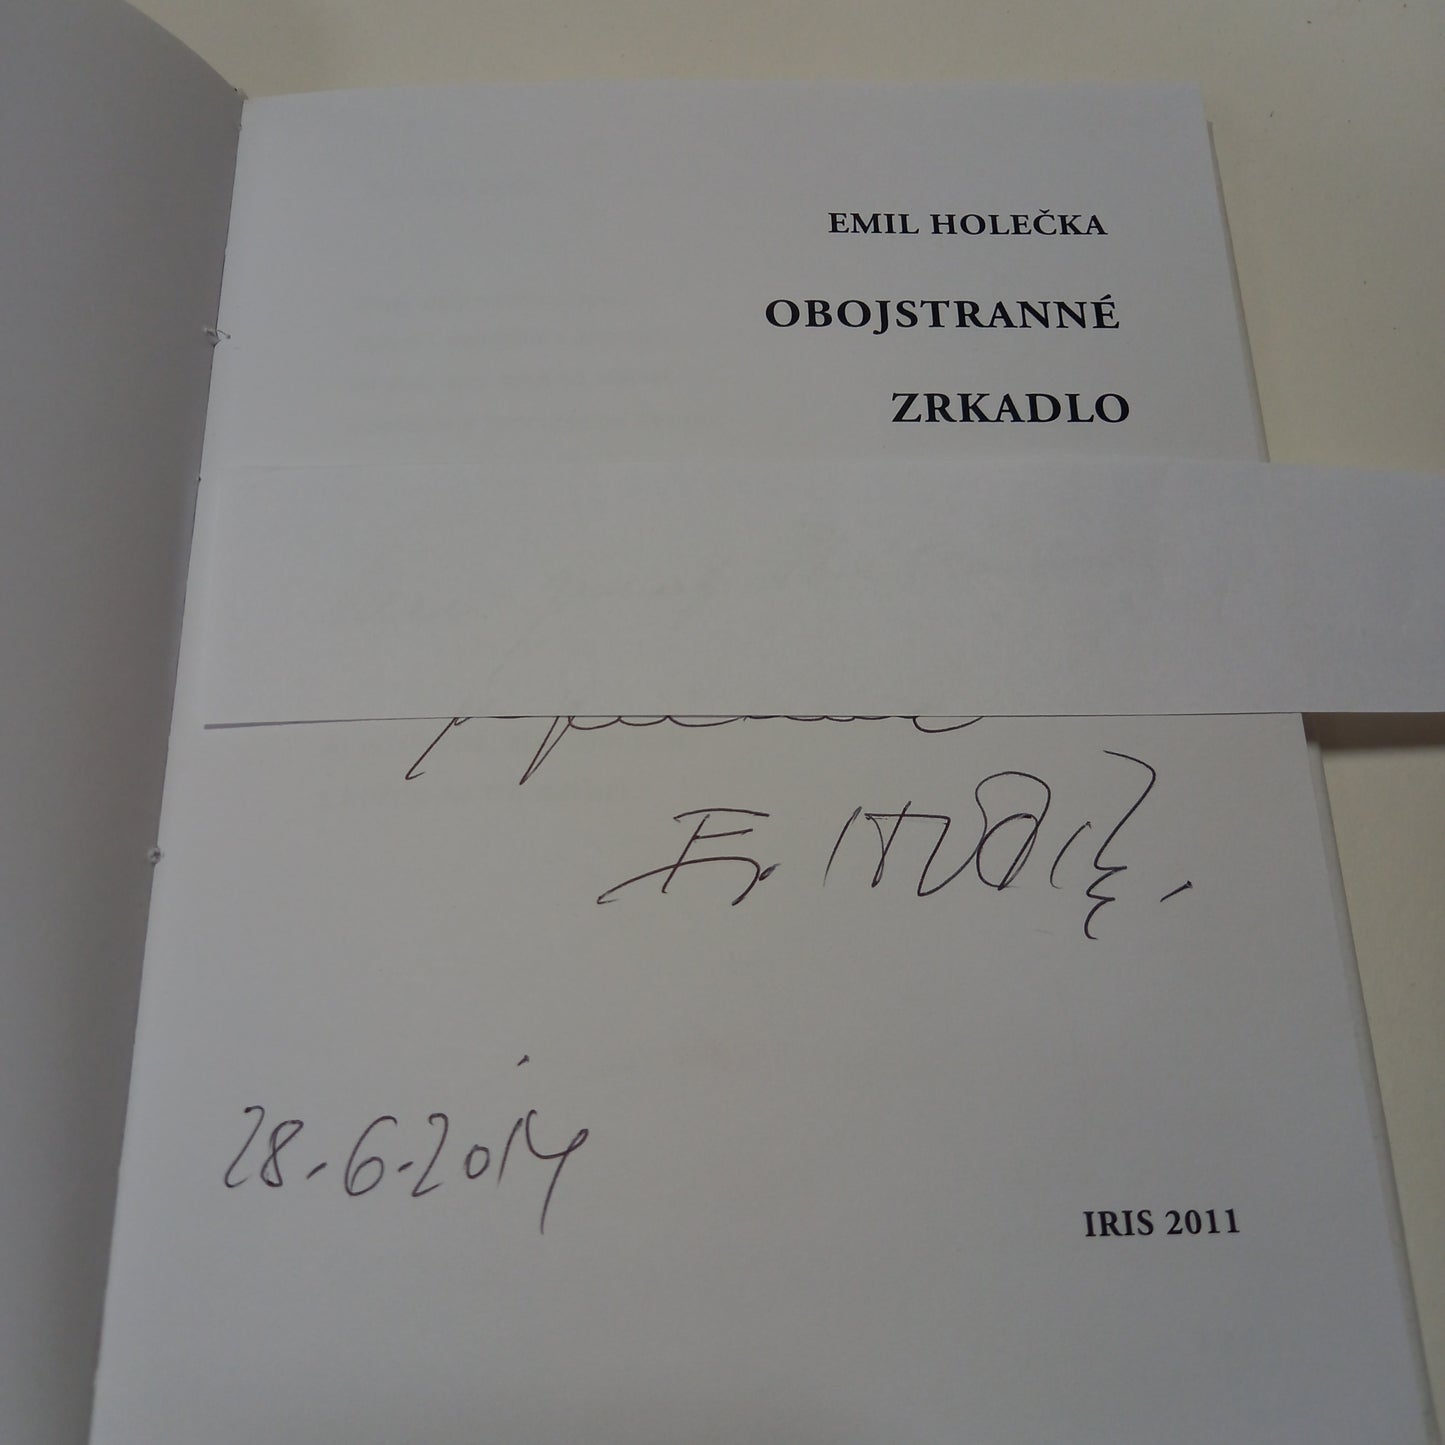 EMIL HOLEČKA
OBOJSTRANNÉ
ZRKADLO
E.
28.6.2014
IRIS 2011